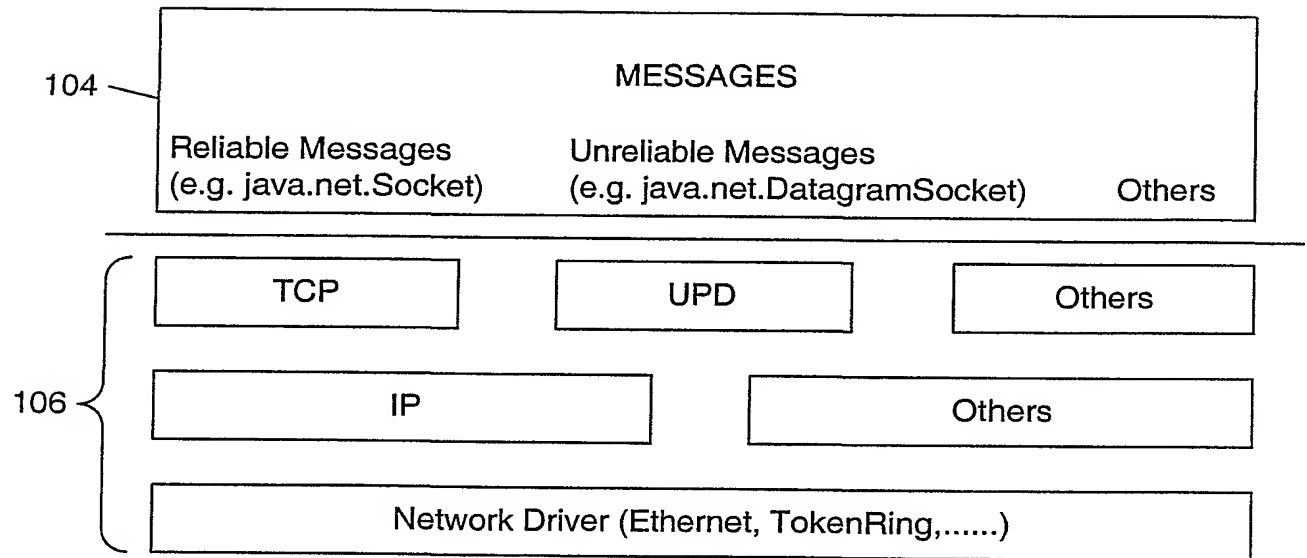 104
MESSAGES
Reliable Messages
(e.g. java.net.Socket)
Unreliable Messages
(e.g. java.net.DatagramSocket)
Others
106
TCP
UPD
Others
IP
Others
Network Driver (Ethernet, TokenRing,......)